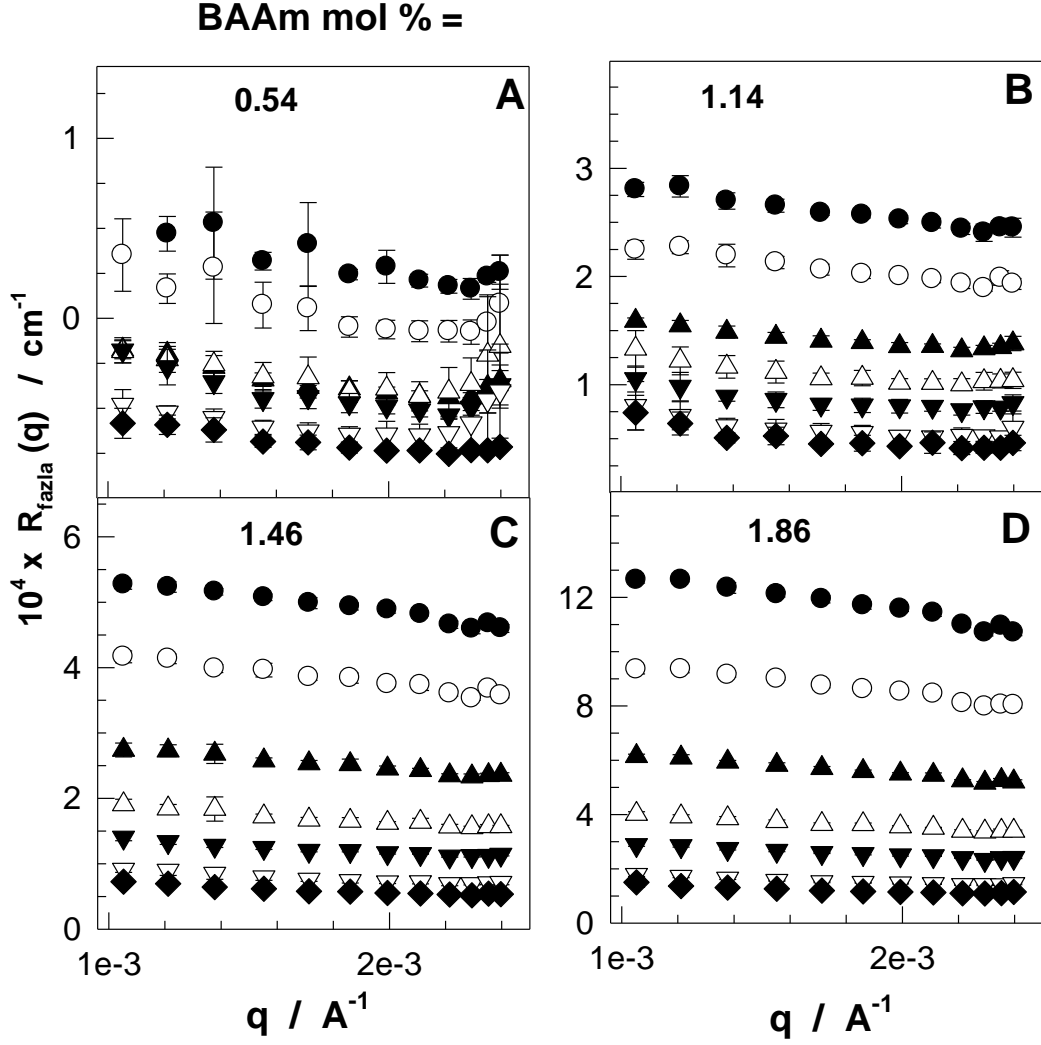 BAAm mol % =
0.54
A
1.14
B
1
0
3
2
1
10⁴ x R_fazla (q) / cm⁻¹
1.46
C
1.86
D
6
4
2
0
12
8
4
0
1e-3
2e-3
1e-3
2e-3
q / A⁻¹
q / A⁻¹